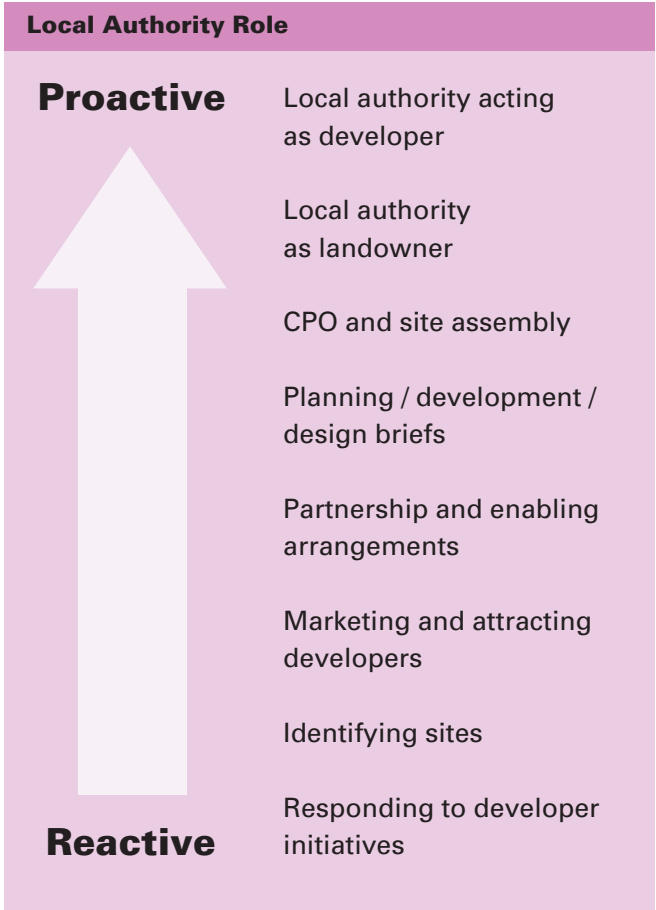 Local Authority Role
Proactive
Local authority acting
as developer
Local authority
as landowner
CPO and site assembly
Planning / development /
design briefs
Partnership and enabling
arrangements
Marketing and attracting
developers
Identifying sites
Responding to developer
initiatives
Reactive